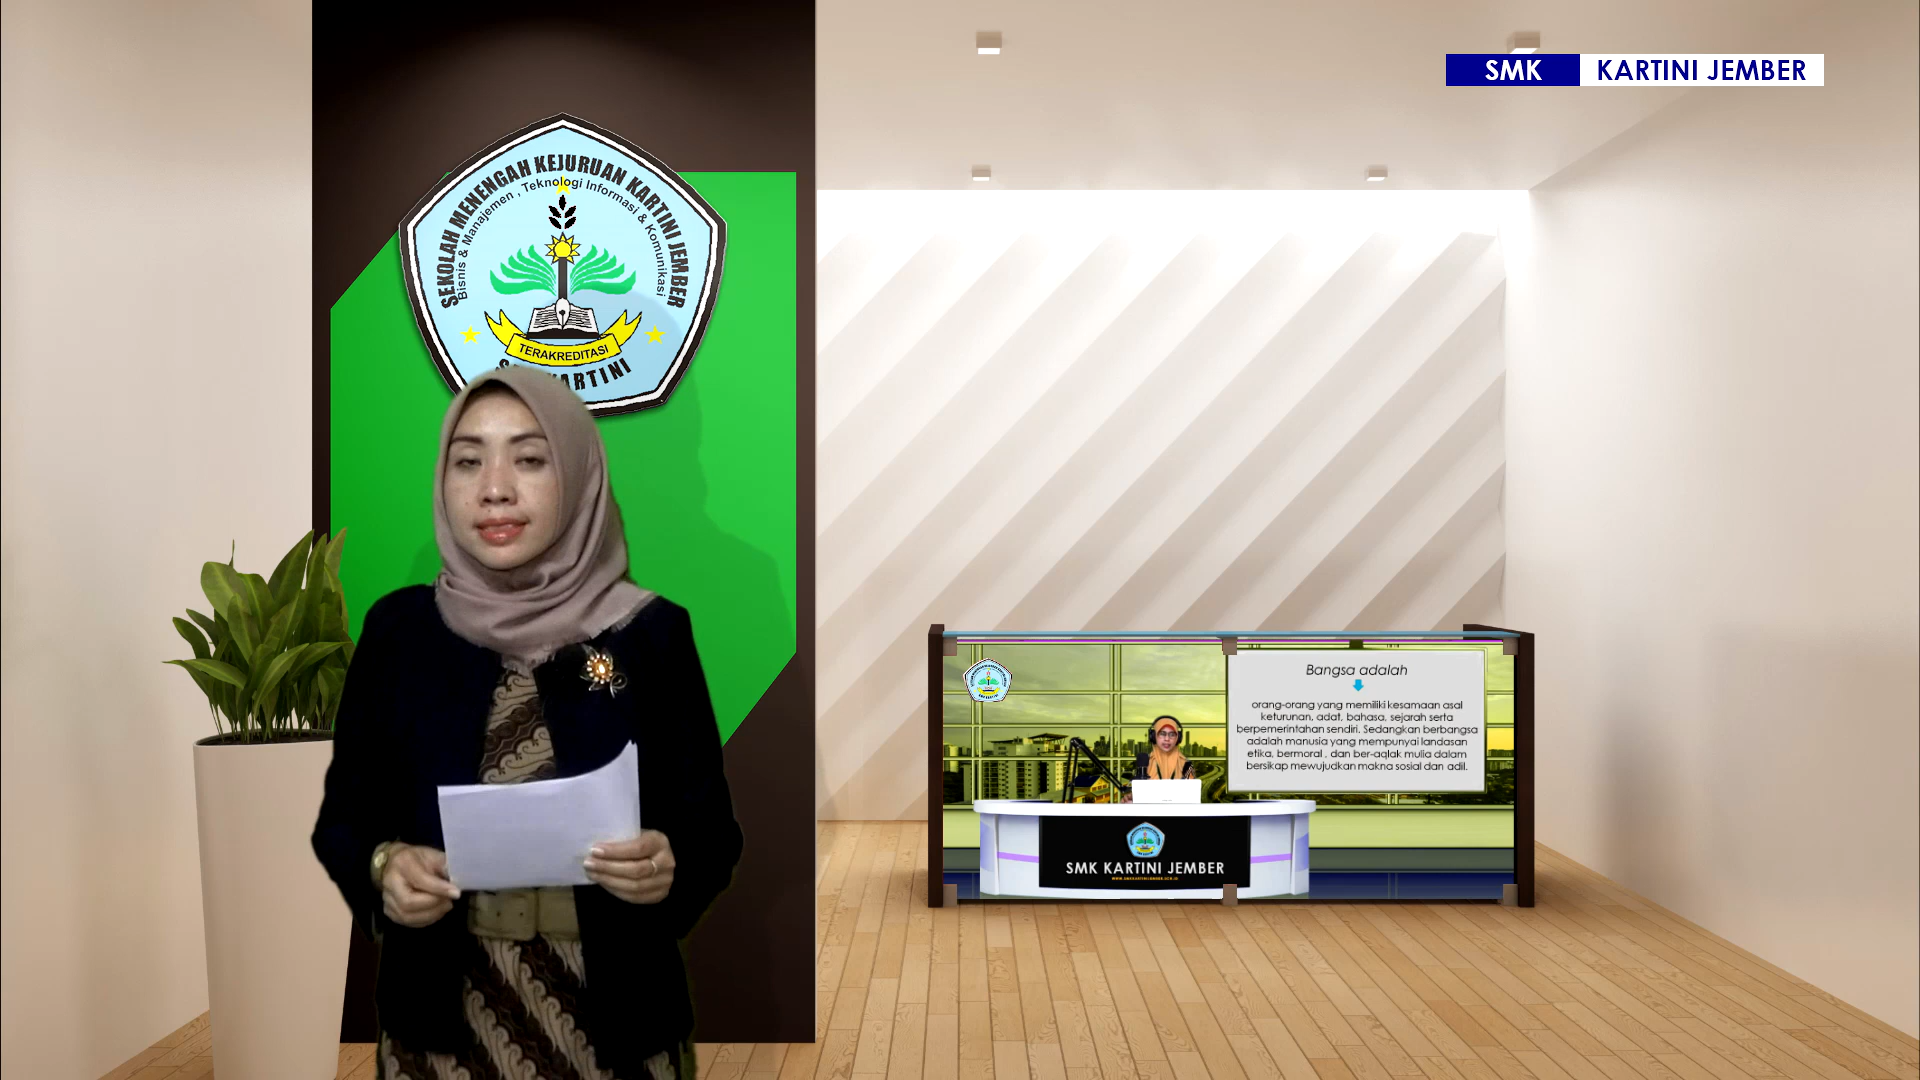 SMK KARTINI JEMBER
SEKOLAH MENENGAH KEJURUAN KARTINI JEMBER
Bisnis & Manajemen , Teknologi Informasi & Komunikasi
TERAKREDITASI
KARTINI
Bangsa adalah
orang-orang yang memiliki kesamaan asal
keturunan, adat, bahasa, sejarah serta
berpemerintahan sendiri. Sedangkan berbangsa
adalah manusia yang mempunyai landasan
etika, bermoral , dan ber-aqlak mulia dalam
bersikap mewujudkan makna sosial dan adil.
SMK KARTINI JEMBER